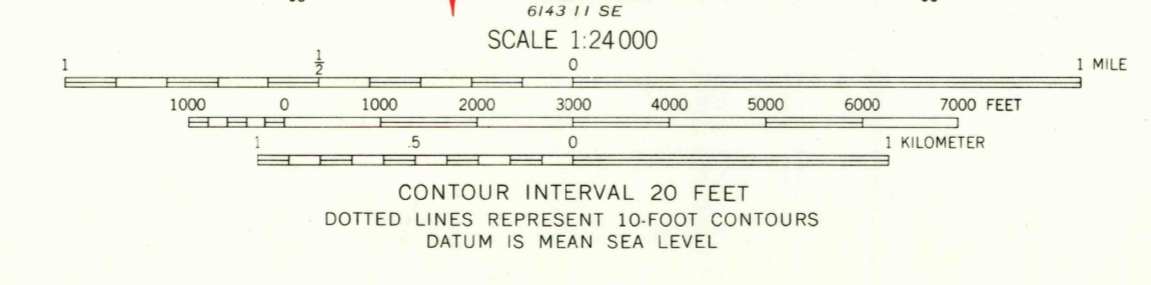 6143 II SE
SCALE 1:24 000
1 1/2 0 1 MILE
1000 0 1000 2000 3000 4000 5000 6000 7000 FEET
1 .5 0 1 KILOMETER
CONTOUR INTERVAL 20 FEET
DOTTED LINES REPRESENT 10-FOOT CONTOURS
DATUM IS MEAN SEA LEVEL